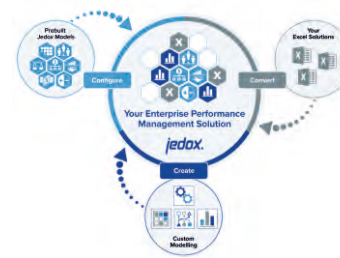 Prebuilt
Jedox Models
Your
Excel Solutions
Configure
Convert
Your Enterprise Performance
Management Solution
jedox.
Create
Custom
Modelling